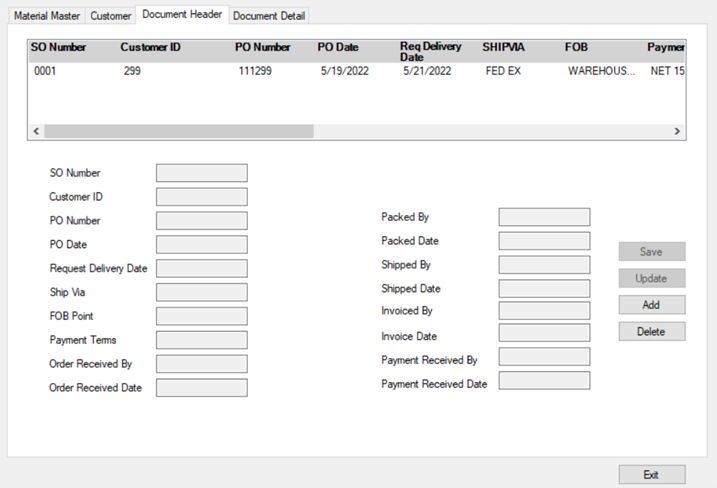 Material Master Customer Document Header Document Detail
SO Number Customer ID PO Number PO Date Req Delivery Date SHIPVIA FOB Paymer
0001 299 111299 5/19/2022 5/21/2022 FED EX WAREHOUS... NET 15
SO Number
Customer ID
PO Number
PO Date
Request Delivery Date
Ship Via
FOB Point
Payment Terms
Order Received By
Order Received Date
Packed By
Packed Date
Shipped By
Shipped Date
Invoiced By
Invoice Date
Payment Received By
Payment Received Date
Save
Update
Add
Delete
Exit